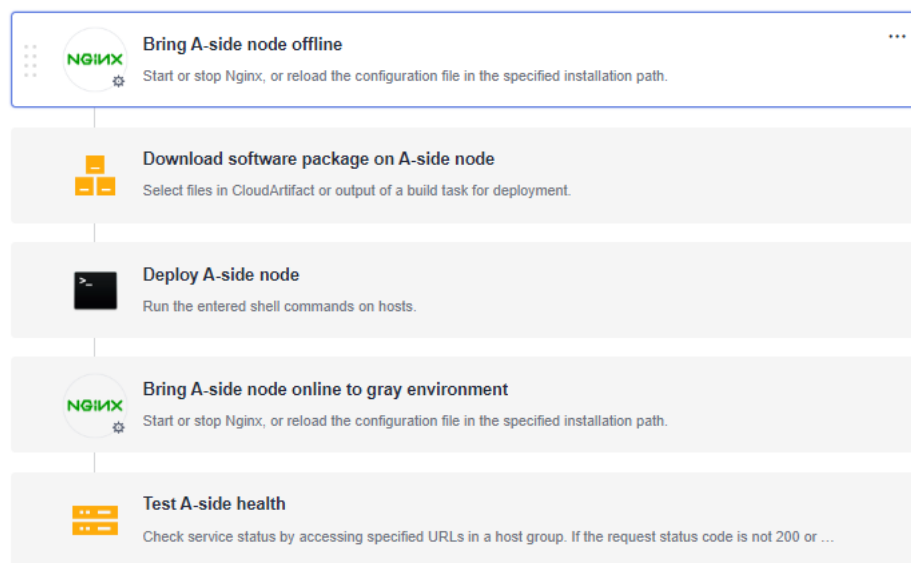 ...
NGINX
Bring A-side node offline
Start or stop Nginx, or reload the configuration file in the specified installation path.
Download software package on A-side node
Select files in CloudArtifact or output of a build task for deployment.
>_
Deploy A-side node
Run the entered shell commands on hosts.
NGINX
Bring A-side node online to gray environment
Start or stop Nginx, or reload the configuration file in the specified installation path.
Test A-side health
Check service status by accessing specified URLs in a host group. If the request status code is not 200 or ...